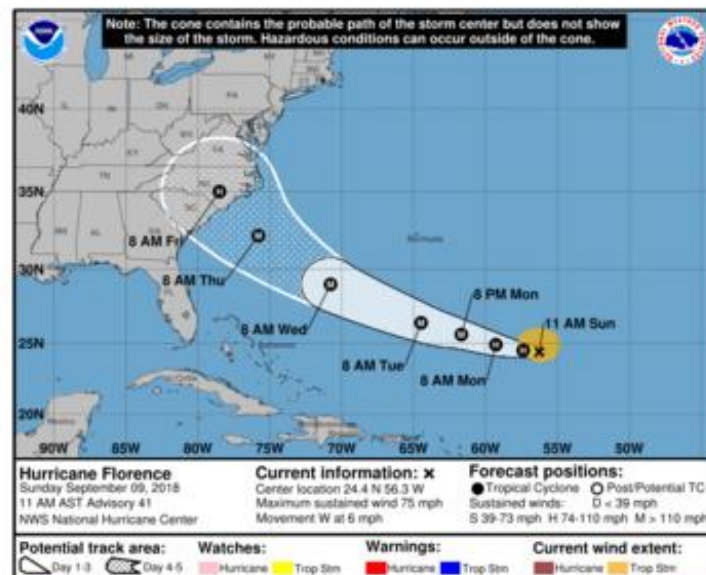 Note: The cone contains the probable path of the storm center but does not show
the size of the storm. Hazardous conditions can occur outside of the cone.
40N
35N
30N
25N
20N
Bermuda
8 AM Fri
8 AM Thu
8 AM Wed
8 PM Mon
11 AM Sun
8 AM Tue
8 AM Mon
H
M
M
M
M
M
90W 85W 80W 75W 70W 65W 60W 55W 50W
Hurricane Florence
Sunday September 09, 2018
11 AM AST Advisory 41
NWS National Hurricane Center
Current information: x
Center location 24.4 N 56.3 W
Maximum sustained wind 75 mph
Movement W at 6 mph
Forecast positions:
Tropical Cyclone Post/Potential TC
Sustained winds: D < 39 mph
S 39-73 mph H 74-110 mph M > 110 mph
Potential track area:
Day 1-3 Day 4-5
Watches:
Hurricane Trop Stm
Warnings:
Hurricane Trop Stm
Current wind extent:
Hurricane Trop Stm